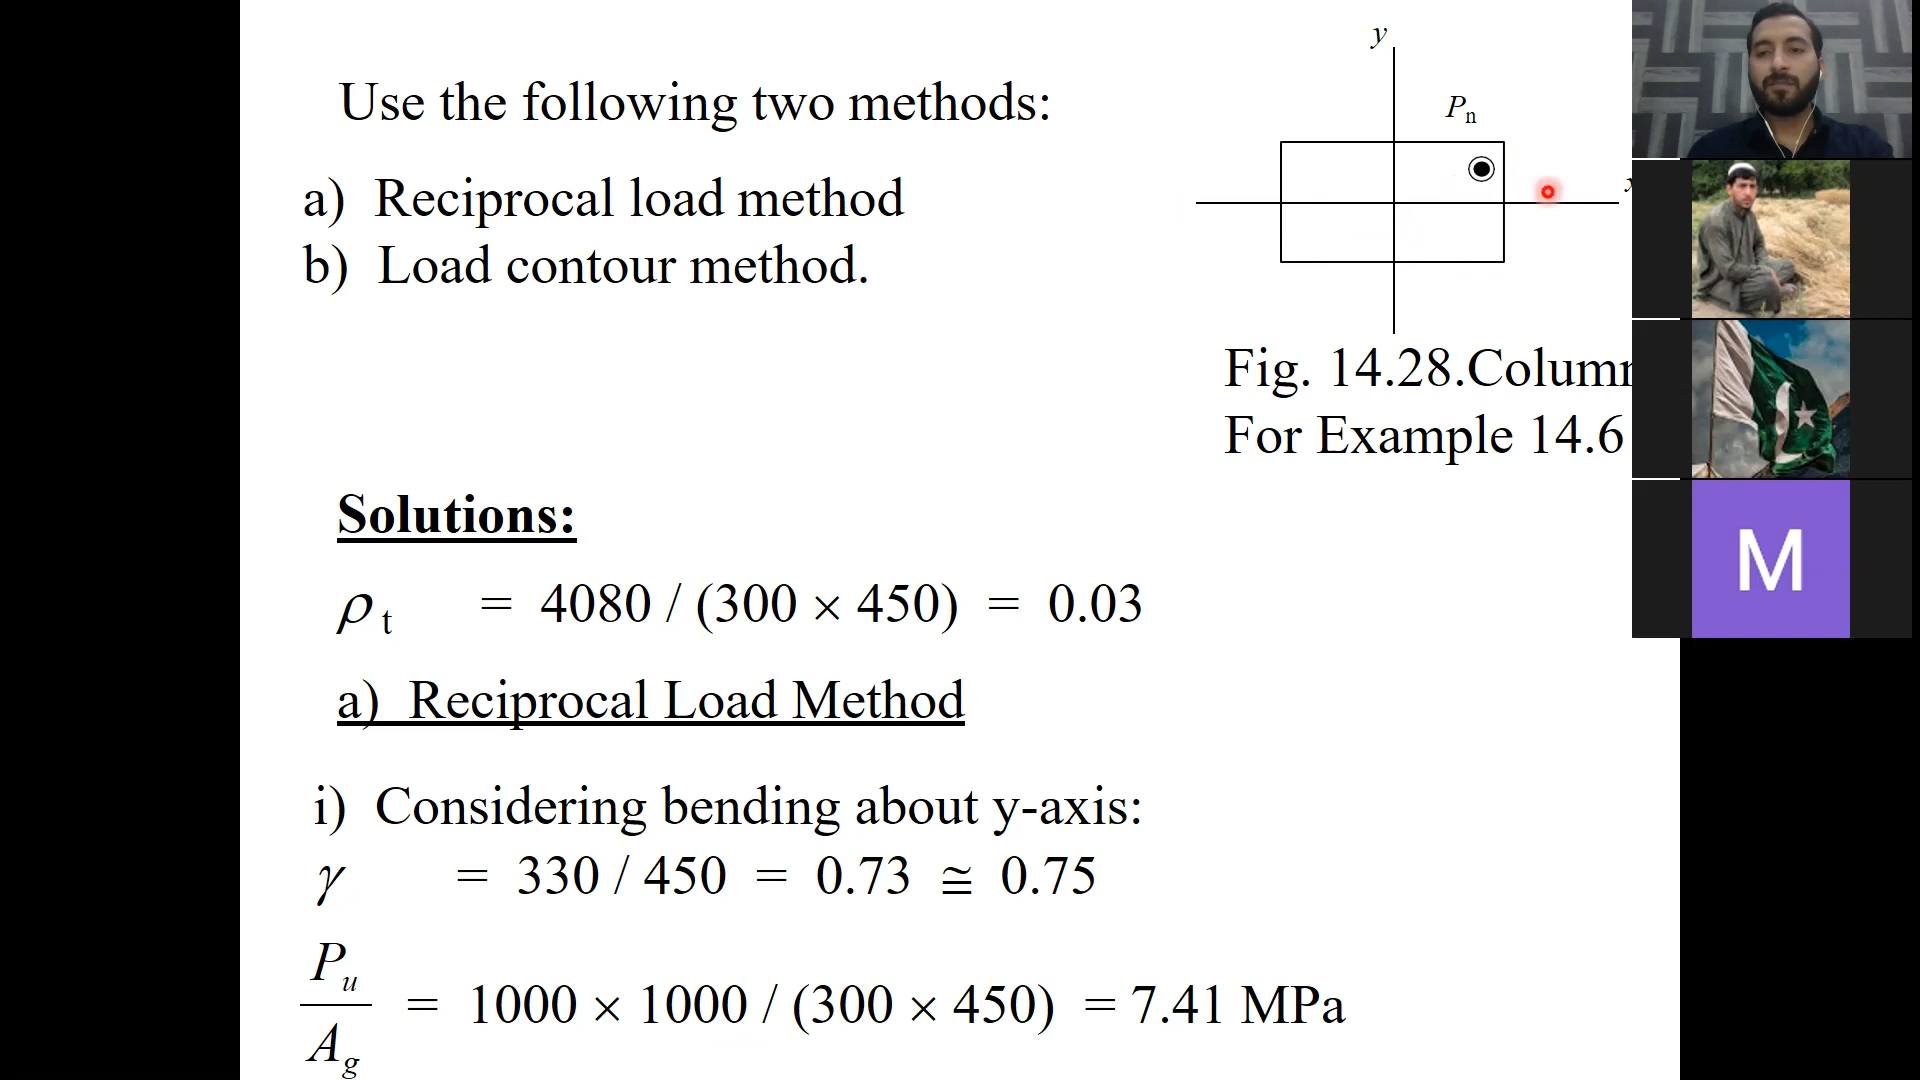 Use the following two methods:
a) Reciprocal load method
b) Load contour method.
y
Pn
x
Fig. 14.28.Column
For Example 14.6
Solutions:
ρ t = 4080 / (300 × 450) = 0.03
a) Reciprocal Load Method
i) Considering bending about y-axis:
γ = 330 / 450 = 0.73 ≅ 0.75
Pu
Ag
= 1000 × 1000 / (300 × 450) = 7.41 MPa
M